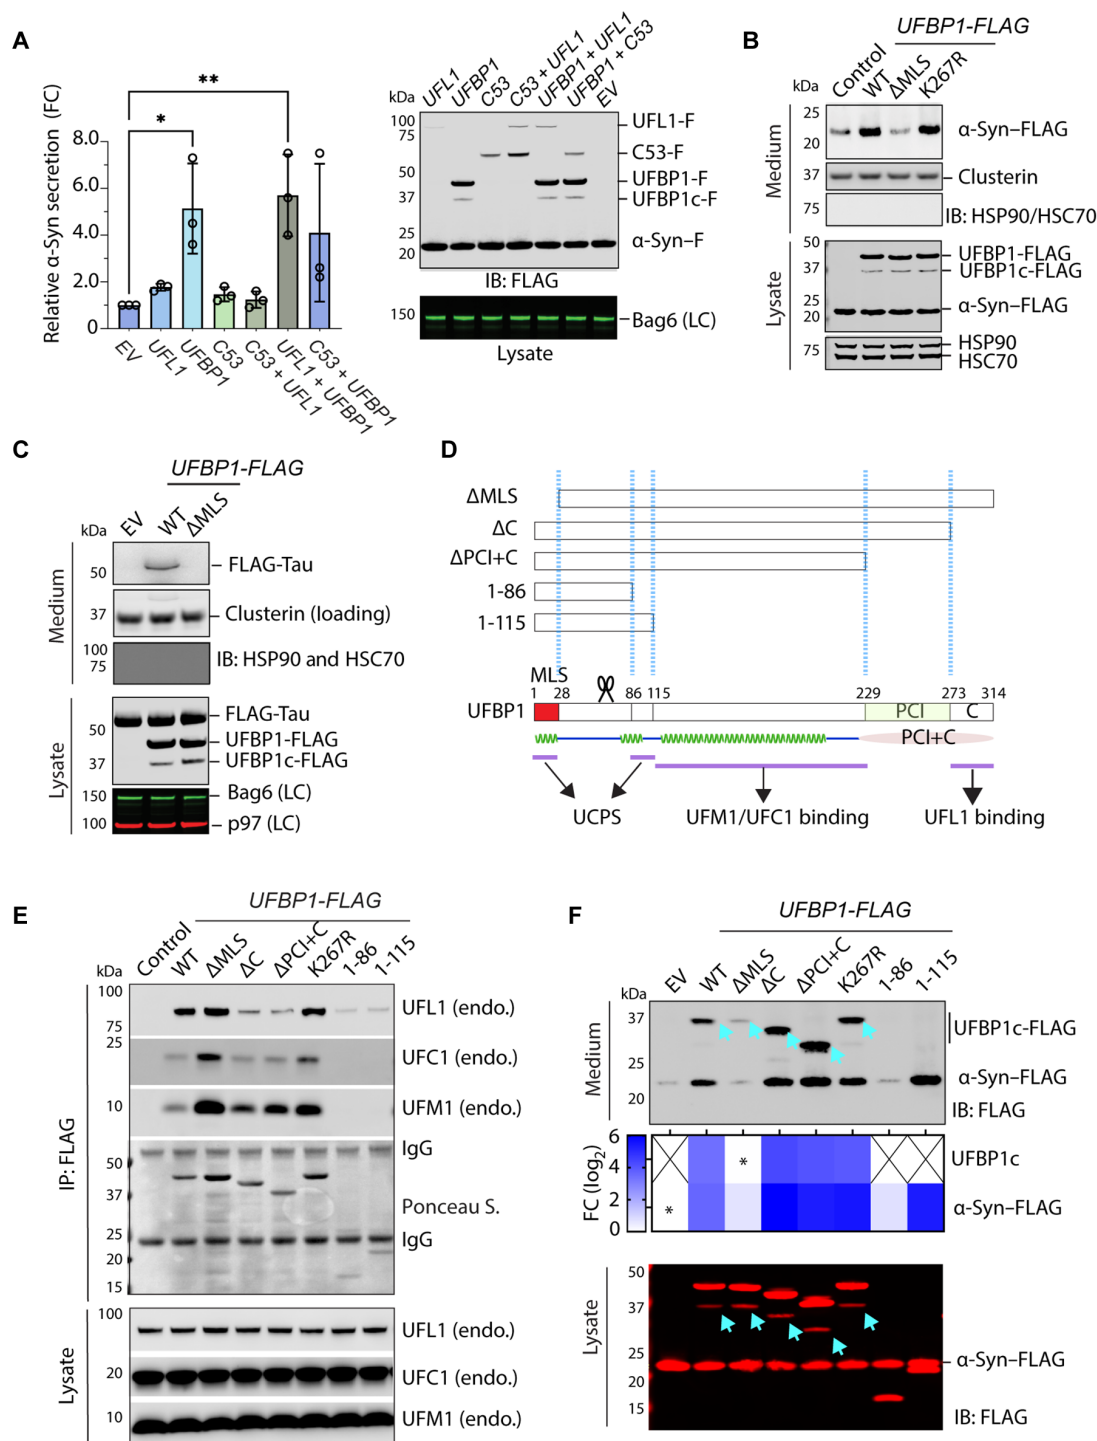 A
Relative α-Syn secretion (FC)
8.0
6.0
4.0
2.0
0
*
**
EV
UFL1
UFBP1
C53
C53 + UFL1
UFL1 + UFBP1
C53 + UFBP1
kDa
UFL1
UFBP1
C53
C53 + UFL1
UFBP1 + UFL1
UFBP1 + C53
EV
100
75
50
37
25
20
UFL1-F
C53-F
UFBP1-F
UFBP1c-F
α-Syn–F
IB: FLAG
150
Bag6 (LC)
Lysate
B
UFBP1-FLAG
kDa
Control
WT
ΔMLS
K267R
Medium
25
20
α-Syn–FLAG
37
Clusterin
75
IB: HSP90/HSC70
Lysate
50
37
25
20
UFBP1-FLAG
UFBP1c-FLAG
α-Syn–FLAG
75
HSP90
HSC70
C
UFBP1-FLAG
kDa
EV
WT
ΔMLS
Medium
50
FLAG-Tau
37
Clusterin (loading)
100
75
IB: HSP90 and HSC70
Lysate
50
37
FLAG-Tau
UFBP1-FLAG
UFBP1c-FLAG
150
Bag6 (LC)
100
p97 (LC)
D
ΔMLS
ΔC
ΔPCI+C
1-86
1-115
MLS
1 28 86 115 229 273 314
UFBP1
PCI
C
PCI+C
UCPS
UFM1/UFC1 binding
UFL1 binding
E
UFBP1-FLAG
kDa
Control
WT
ΔMLS
ΔC
ΔPCI+C
K267R
1-86
1-115
IP: FLAG
100
75
UFL1 (endo.)
25
UFC1 (endo.)
10
UFM1 (endo.)
50
37
25
20
15
IgG
Ponceau S.
IgG
Lysate
100
UFL1 (endo.)
20
UFC1 (endo.)
10
UFM1 (endo.)
F
UFBP1-FLAG
kDa
EV
WT
ΔMLS
ΔC
ΔPCI+C
K267R
1-86
1-115
Medium
37
25
20
UFBP1c-FLAG
α-Syn–FLAG
IB: FLAG
FC (log2)
6
4
2
0
*
*
UFBP1c
α-Syn–FLAG
Lysate
50
37
25
20
15
α-Syn–FLAG
IB: FLAG